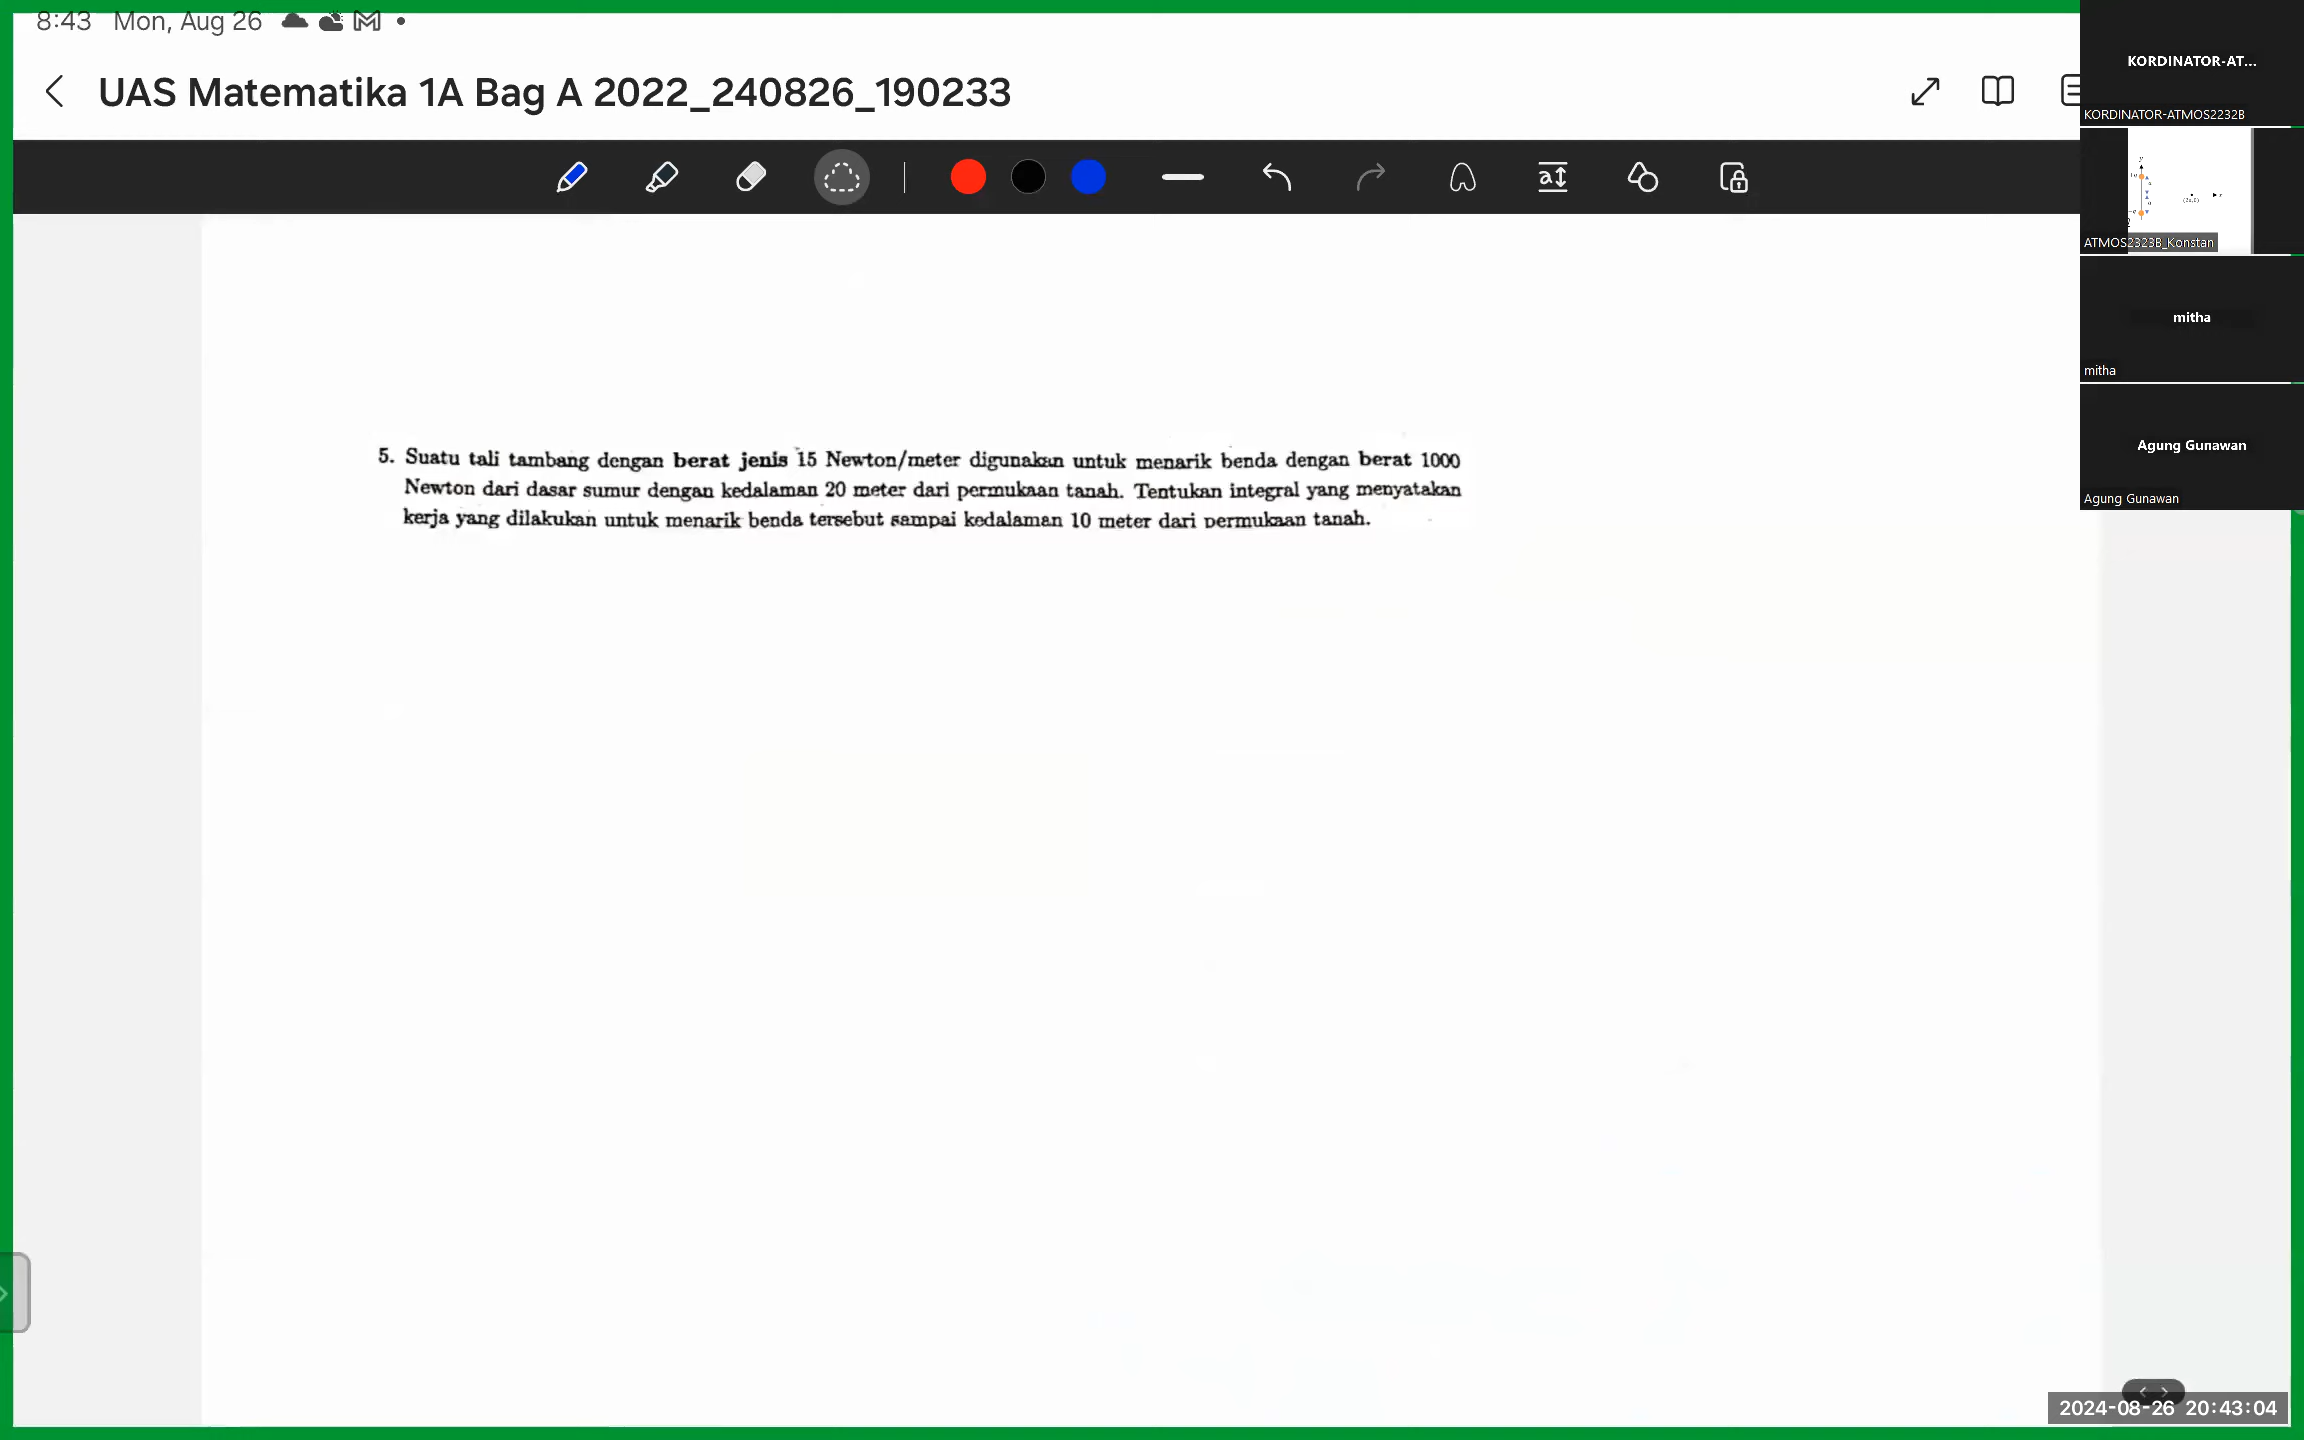 8:43 Mon, Aug 26
UAS Matematika 1A Bag A 2022_240826_190233
KORDINATOR-AT...
KORDINATOR-ATMOS2232B
ATMOS2323B_Konstan
mitha
mitha
Agung Gunawan
Agung Gunawan
5. Suatu tali tambang dengan berat jenis 15 Newton/meter digunakan untuk menarik benda dengan berat 1000
Newton dari dasar sumur dengan kedalaman 20 meter dari permukaan tanah. Tentukan integral yang menyatakan
kerja yang dilakukan untuk menarik benda tersebut sampai kedalaman 10 meter dari permukaan tanah.
2024-08-26 20:43:04